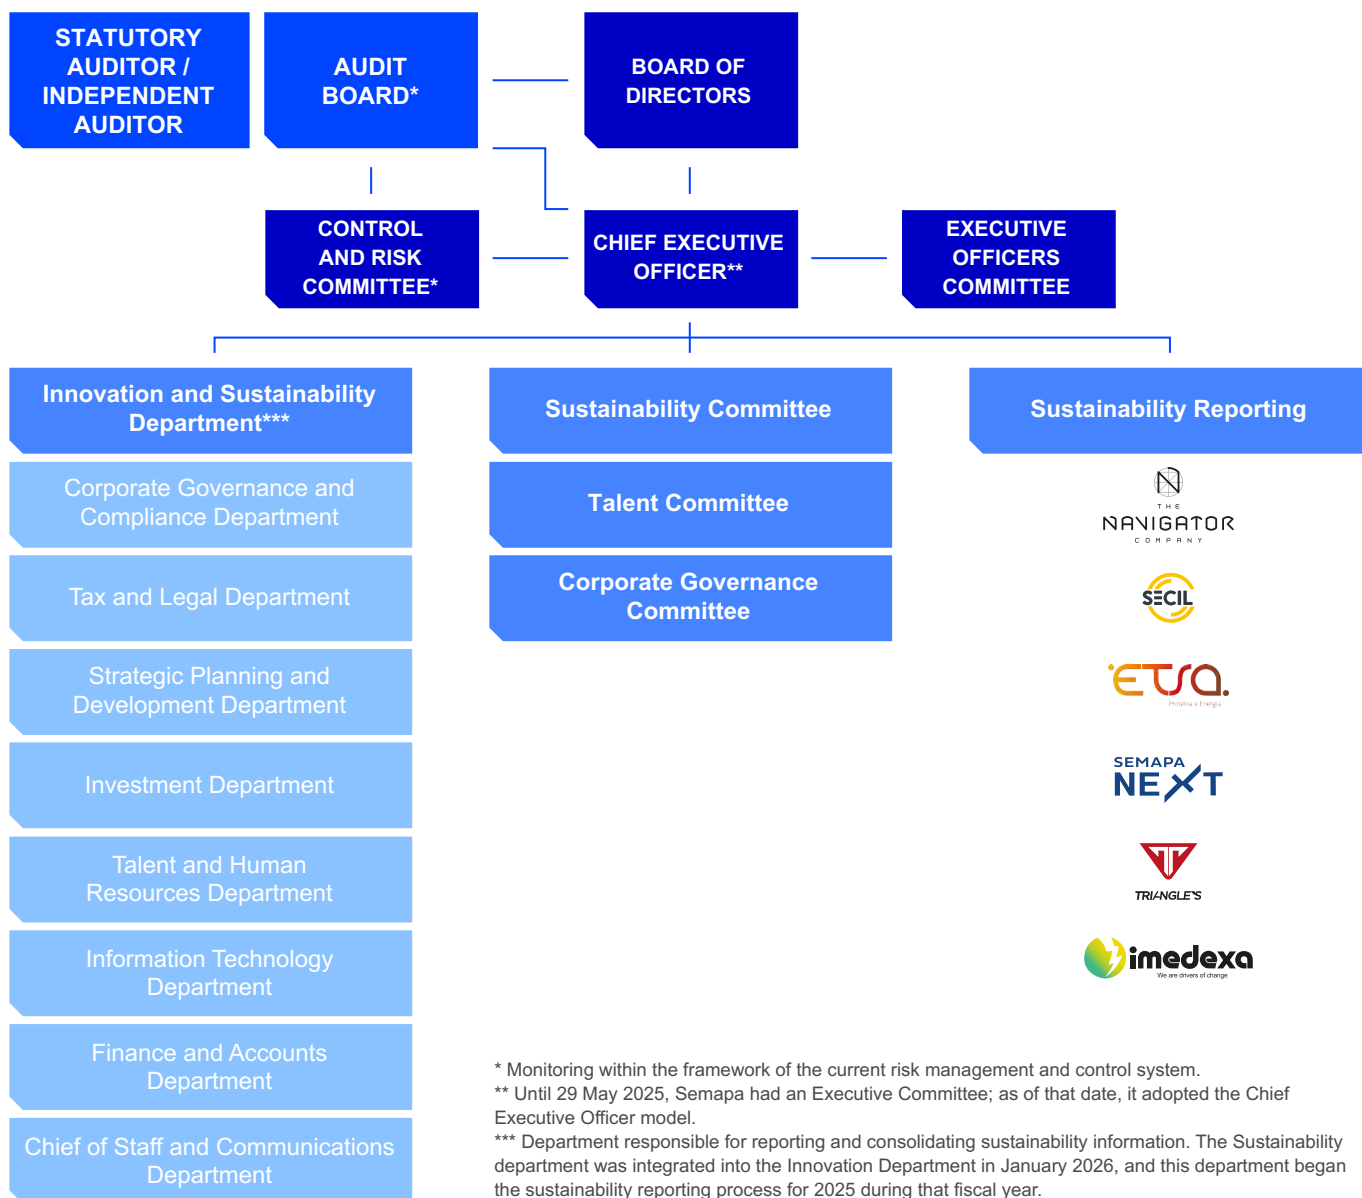 STATUTORY
AUDITOR /
INDEPENDENT
AUDITOR
AUDIT
BOARD*
BOARD OF
DIRECTORS
CONTROL
AND RISK
COMMITTEE*
CHIEF EXECUTIVE
OFFICER**
EXECUTIVE
OFFICERS
COMMITTEE
Innovation and Sustainability
Department***
Corporate Governance and
Compliance Department
Tax and Legal Department
Strategic Planning and
Development Department
Investment Department
Talent and Human
Resources Department
Information Technology
Department
Finance and Accounts
Department
Chief of Staff and Communications
Department
Sustainability Committee
Talent Committee
Corporate Governance
Committee
Sustainability Reporting
N
THE
NAVIGATOR
COMPANY
SECIL
ETSA.
Proteína e Energia
SEMAPA
NEXT
TRIANGLE'S
imedexa
We are drivers of change
* Monitoring within the framework of the current risk management and control system.
** Until 29 May 2025, Semapa had an Executive Committee; as of that date, it adopted the Chief
Executive Officer model.
*** Department responsible for reporting and consolidating sustainability information. The Sustainability
department was integrated into the Innovation Department in January 2026, and this department began
the sustainability reporting process for 2025 during that fiscal year.